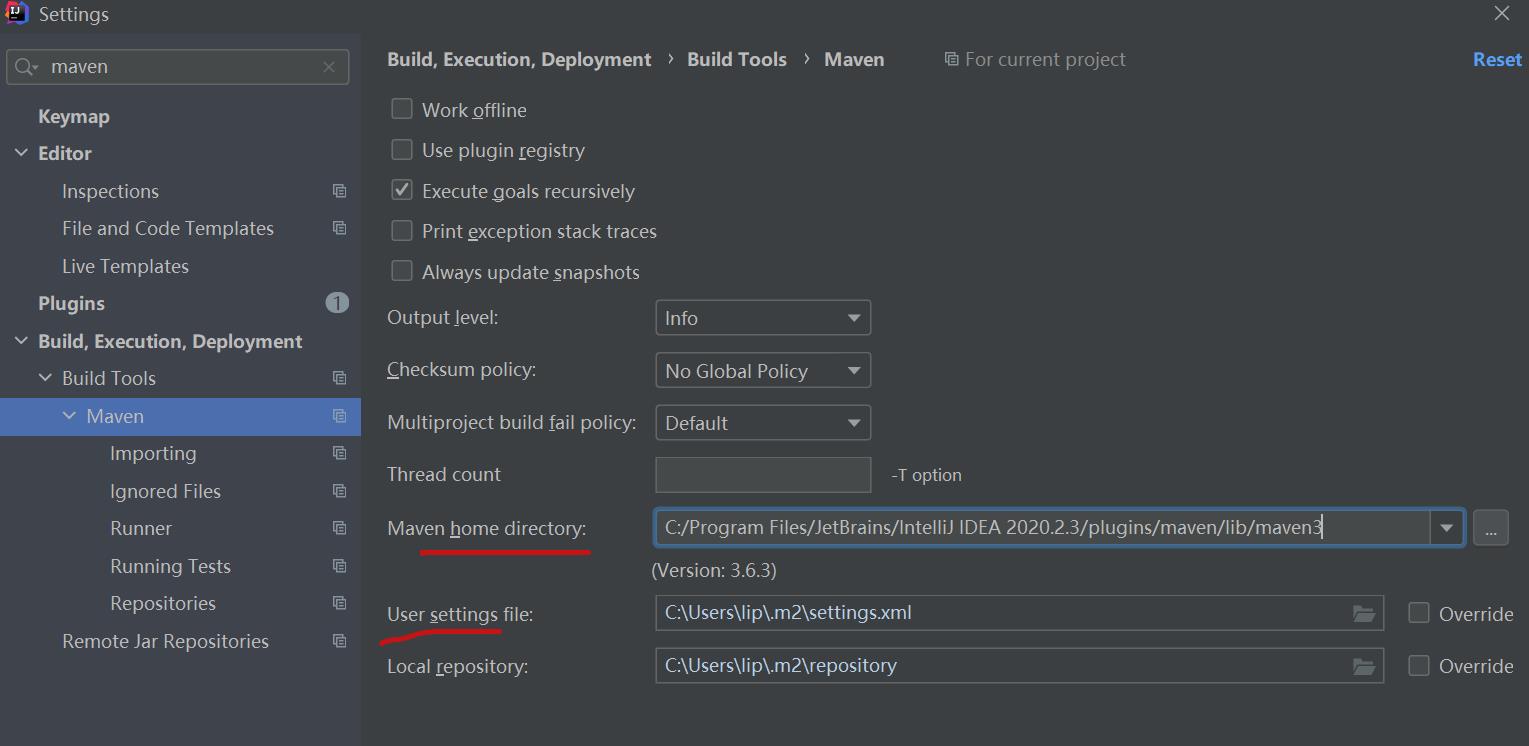 IJ
Settings
maven
Keymap
Editor
Inspections
File and Code Templates
Live Templates
Plugins 1
Build, Execution, Deployment
Build Tools
Maven
Importing
Ignored Files
Runner
Running Tests
Repositories
Remote Jar Repositories
Build, Execution, Deployment › Build Tools › Maven For current project Reset
Work offline
Use plugin registry
Execute goals recursively
Print exception stack traces
Always update snapshots
Output level: Info
Checksum policy: No Global Policy
Multiproject build fail policy: Default
Thread count -T option
Maven home directory: C:/Program Files/JetBrains/IntelliJ IDEA 2020.2.3/plugins/maven/lib/maven3 ...
(Version: 3.6.3)
User settings file: C:\Users\lip\.m2\settings.xml Override
Local repository: C:\Users\lip\.m2\repository Override